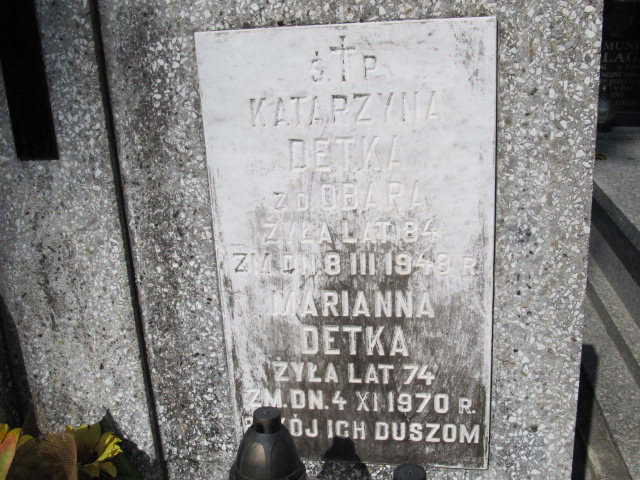 Ś.†P.
KATARZYNA
DĘTKA
z D. OBARA
ŻYŁA LAT 84
ZM. DN. 8 III 1948 R.
MARIANNA
DĘTKA
ŻYŁA LAT 74
ZM. DN. 4 XI 1970 R.
POKÓJ ICH DUSZOM